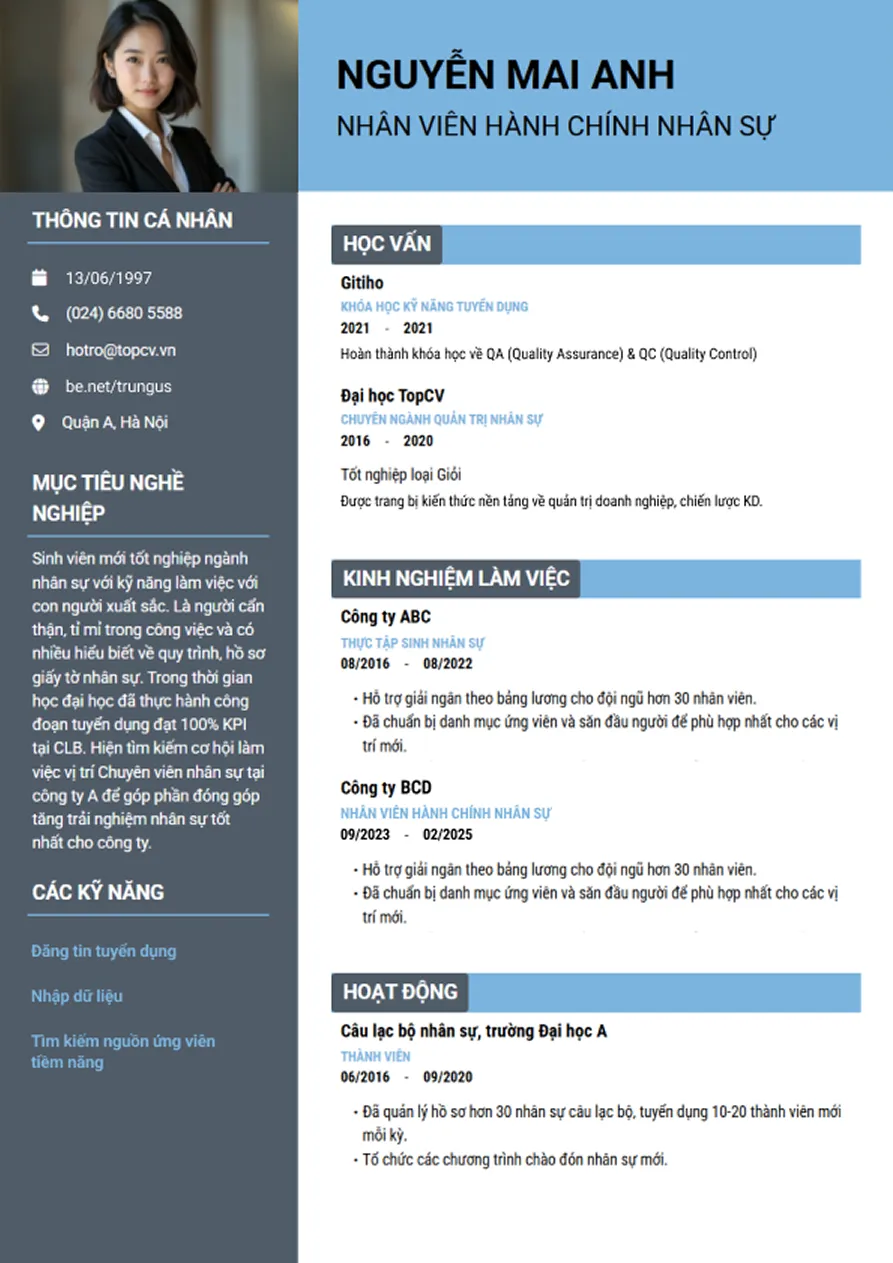 NGUYỄN MAI ANH
NHÂN VIÊN HÀNH CHÍNH NHÂN SỰ
THÔNG TIN CÁ NHÂN
13/06/1997
(024) 6680 5588
hotro@topcv.vn
be.net/trungus
Quận A, Hà Nội
MỤC TIÊU NGHỀ
NGHIỆP
Sinh viên mới tốt nghiệp ngành
nhân sự với kỹ năng làm việc với
con người xuất sắc. Là người cẩn
thận, tỉ mỉ trong công việc và có
nhiều hiểu biết về quy trình, hồ sơ
giấy tờ nhân sự. Trong thời gian
học đại học đã thực hành công
đoạn tuyển dụng đạt 100% KPI
tại CLB. Hiện tìm kiếm cơ hội làm
việc vị trí Chuyên viên nhân sự tại
công ty A để góp phần đóng góp
tăng trải nghiệm nhân sự tốt
nhất cho công ty.
CÁC KỸ NĂNG
Đăng tin tuyển dụng
Nhập dữ liệu
Tìm kiếm nguồn ứng viên
tiềm năng
HỌC VẤN
Gitiho
KHÓA HỌC KỸ NĂNG TUYỂN DỤNG
2021 - 2021
Hoàn thành khóa học về QA (Quality Assurance) & QC (Quality Control)
Đại học TopCV
CHUYÊN NGÀNH QUẢN TRỊ NHÂN SỰ
2016 - 2020
Tốt nghiệp loại Giỏi
Được trang bị kiến thức nền tảng về quản trị doanh nghiệp, chiến lược KD.
KINH NGHIỆM LÀM VIỆC
Công ty ABC
THỰC TẬP SINH NHÂN SỰ
08/2016 - 08/2022
• Hỗ trợ giải ngân theo bảng lương cho đội ngũ hơn 30 nhân viên.
• Đã chuẩn bị danh mục ứng viên và săn đầu người để phù hợp nhất cho các vị
trí mới.
Công ty BCD
NHÂN VIÊN HÀNH CHÍNH NHÂN SỰ
09/2023 - 02/2025
• Hỗ trợ giải ngân theo bảng lương cho đội ngũ hơn 30 nhân viên.
• Đã chuẩn bị danh mục ứng viên và săn đầu người để phù hợp nhất cho các vị
trí mới.
HOẠT ĐỘNG
Câu lạc bộ nhân sự, trường Đại học A
THÀNH VIÊN
06/2016 - 09/2020
• Đã quản lý hồ sơ hơn 30 nhân sự câu lạc bộ, tuyển dụng 10-20 thành viên mới
mỗi kỳ.
• Tổ chức các chương trình chào đón nhân sự mới.